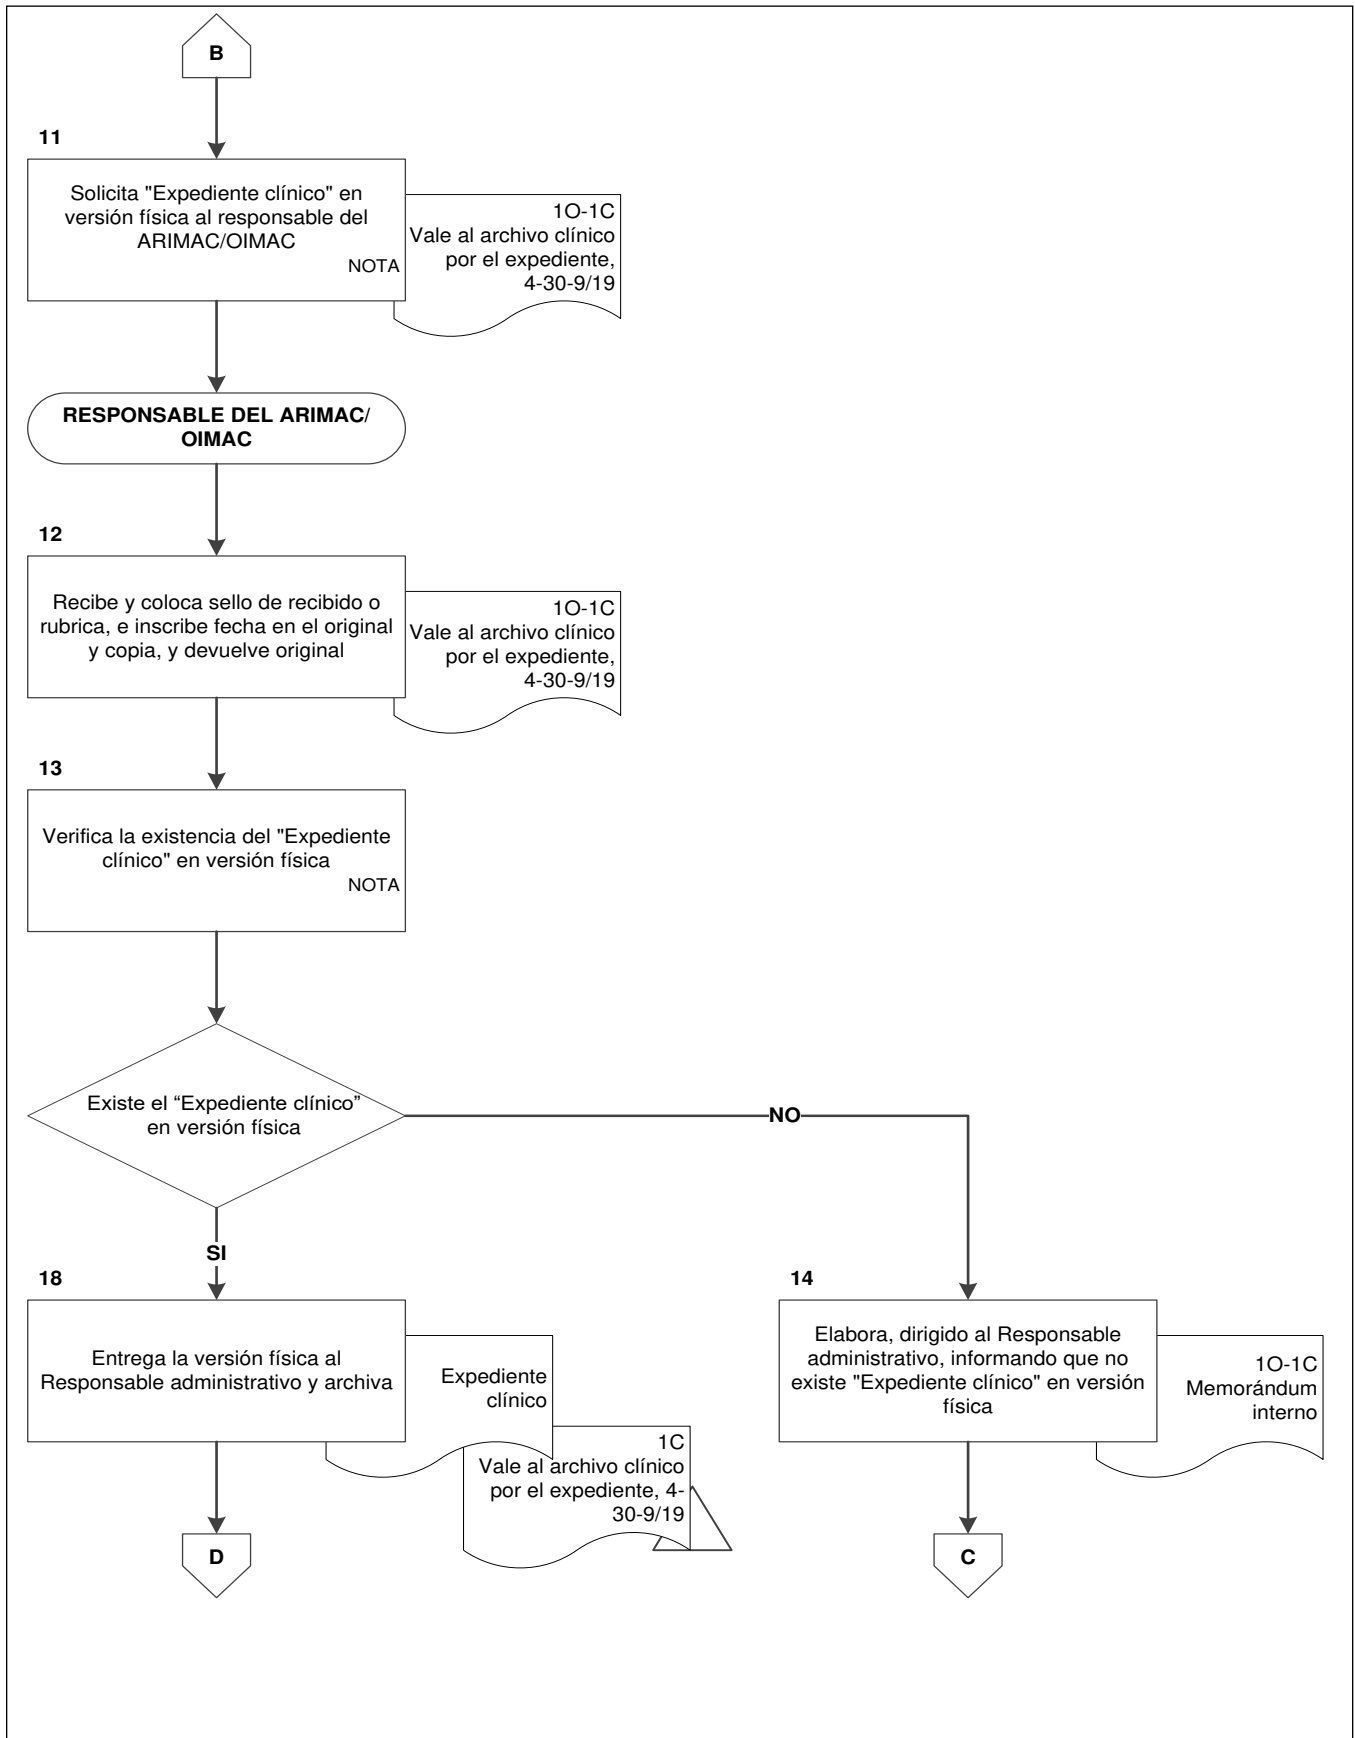 B
11
Solicita "Expediente clínico" en
versión física al responsable del
ARIMAC/OIMAC
NOTA
1O-1C
Vale al archivo clínico
por el expediente,
4-30-9/19
RESPONSABLE DEL ARIMAC/
OIMAC
12
Recibe y coloca sello de recibido o
rubrica, e inscribe fecha en el original
y copia, y devuelve original
1O-1C
Vale al archivo clínico
por el expediente,
4-30-9/19
13
Verifica la existencia del "Expediente
clínico" en versión física
NOTA
Existe el “Expediente clínico”
en versión física
NO
SI
18
Entrega la versión física al
Responsable administrativo y archiva
Expediente
clínico
1C
Vale al archivo clínico
por el expediente, 4-
30-9/19
D
14
Elabora, dirigido al Responsable
administrativo, informando que no
existe "Expediente clínico" en versión
física
1O-1C
Memorándum
interno
C